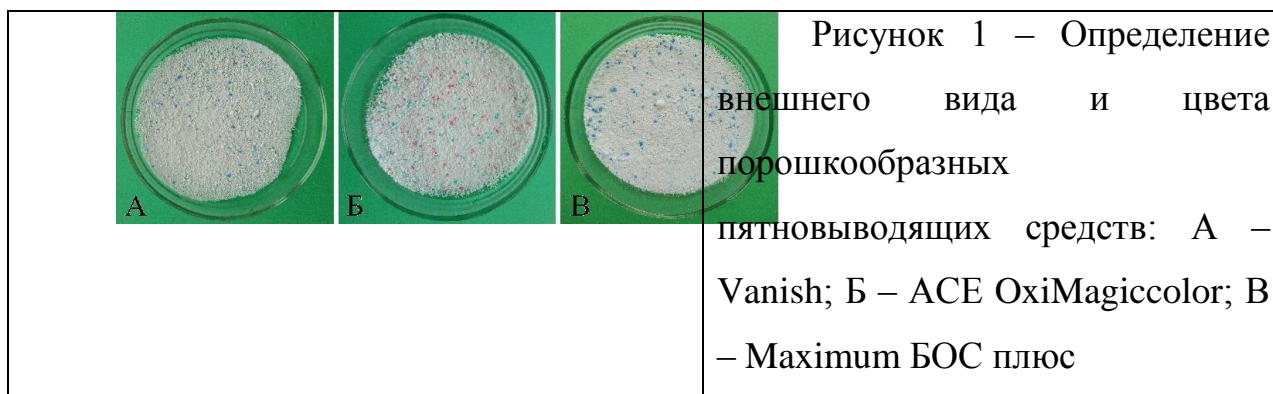 А
Б
В
Рисунок 1 – Определение
внешнего вида и цвета
порошкообразных
пятновыводящих средств: А –
Vanish; Б – ACE OxiMagiccolor; В
– Maximum БОС плюс